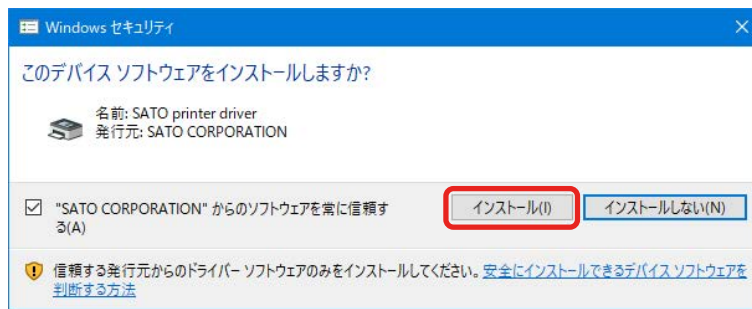 Windows セキュリティ
このデバイス ソフトウェアをインストールしますか?
名前: SATO printer driver
発行元: SATO CORPORATION
"SATO CORPORATION" からのソフトウェアを常に信頼す
る(A)
インストール(I)
インストールしない(N)
信頼する発行元からのドライバー ソフトウェアのみをインストールしてください。安全にインストールできるデバイス ソフトウェアを
判断する方法